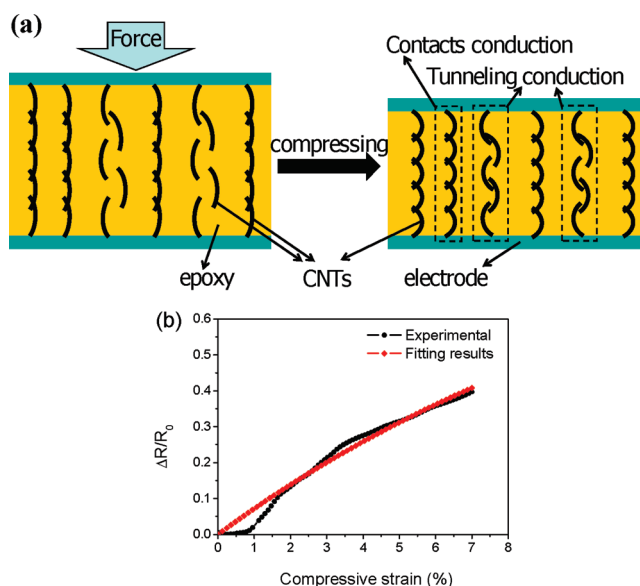 (a)
Force
Contacts conduction
Tunneling conduction
compressing
epoxy
CNTs
electrode
(b)
Experimental
Fitting results
0.6
0.5
0.4
0.3
0.2
0.1
0.0
ΔR/R₀
0 1 2 3 4 5 6 7 8
Compressive strain (%)